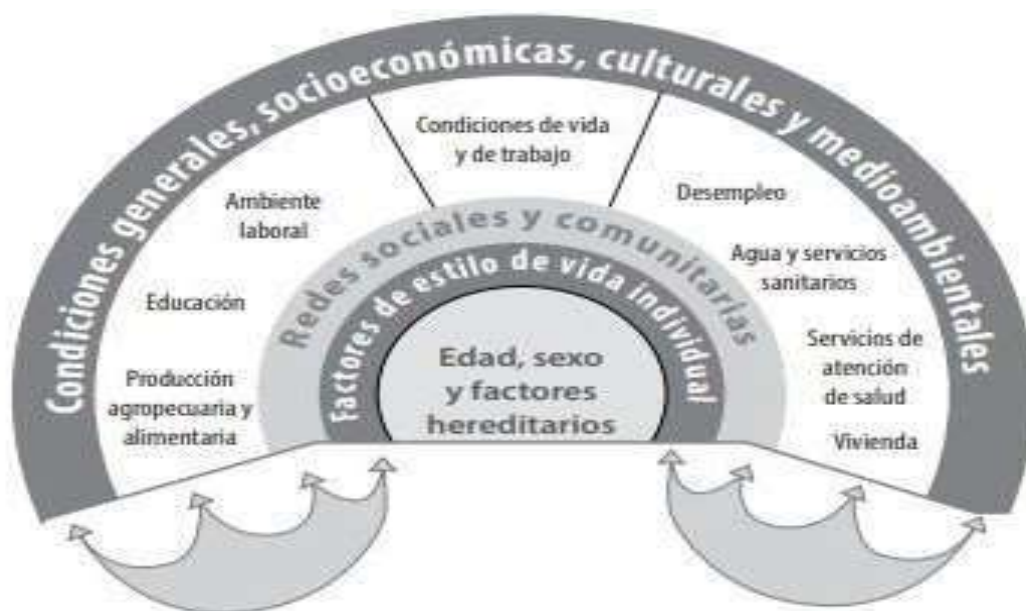 Condiciones generales, socioeconómicas, culturales y medioambientales
Condiciones de vida
y de trabajo
Ambiente
laboral
Educación
Producción
agropecuaria y
alimentaria
Desempleo
Agua y servicios
sanitarios
Servicios de
atención
de salud
Vivienda
Redes sociales y comunitarias
Factores de estilo de vida individual
Edad, sexo
y factores
hereditarios